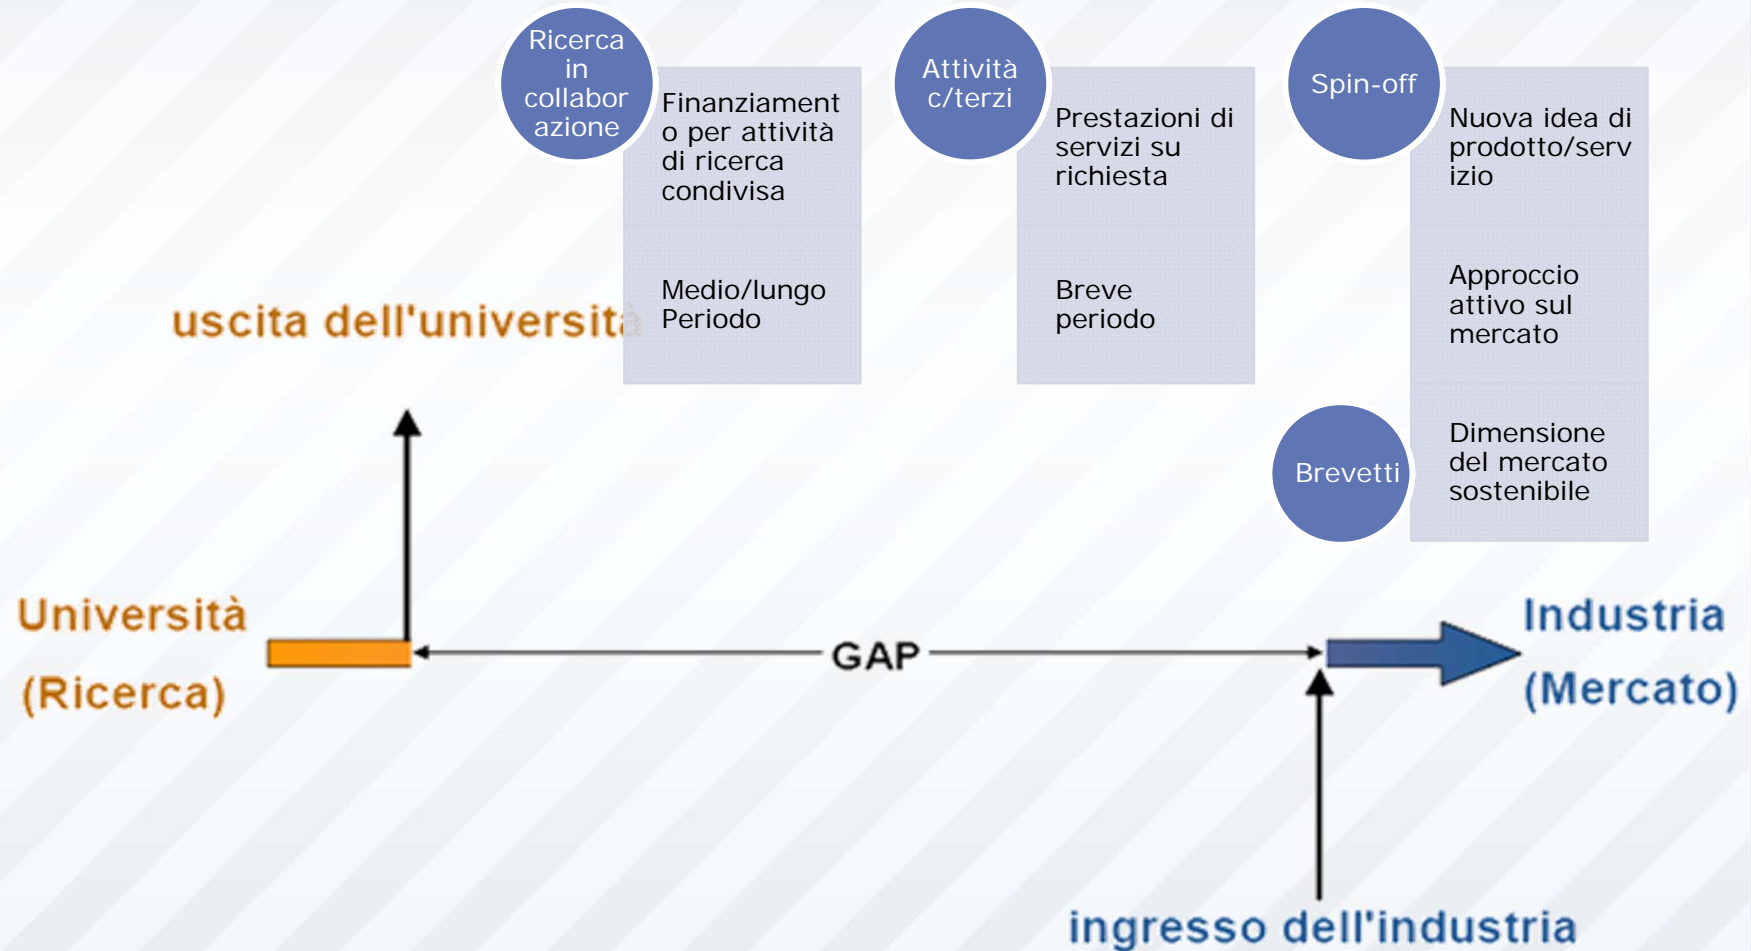 Ricerca
in
collabor
azione
Finanziament
o per attività
di ricerca
condivisa
Medio/lungo
Periodo
Attività
c/terzi
Prestazioni di
servizi su
richiesta
Breve
periodo
Spin-off
Nuova idea di
prodotto/serv
izio
Approccio
attivo sul
mercato
Brevetti
Dimensione
del mercato
sostenibile
uscita dell'università
Università
(Ricerca)
GAP
Industria
(Mercato)
ingresso dell'industria